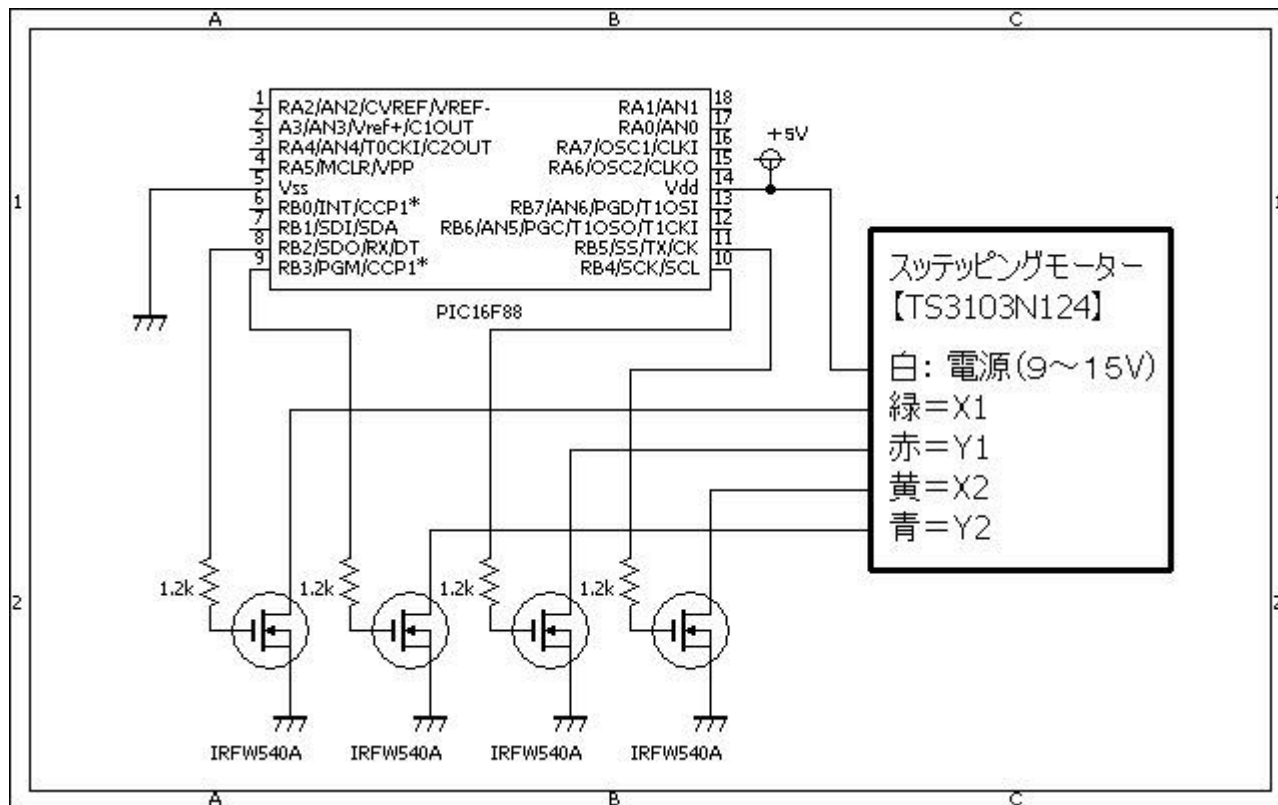 A B C
1 RA2/AN2/CVREF/VREF- RA1/AN1 18
2 A3/AN3/Vref+/C1OUT RA0/AN0 17
3 RA4/AN4/T0CKI/C2OUT RA7/OSC1/CLKI 16
4 RA5/MCLR/VPP RA6/OSC2/CLKO 15
5 Vss Vdd 14
6 RB0/INT/CCP1* RB7/AN6/PGD/T1OSI 13
7 RB1/SDI/SDA RB6/AN5/PGC/T1OSO/T1CKI 12
8 RB2/SDO/RX/DT RB5/SS/TX/CK 11
9 RB3/PGM/CCP1* RB4/SCK/SCL 10
PIC16F88
+5V
1 1
スッテッピングモーター
【TS3103N124】
白：電源(9～15V)
緑＝X1
赤＝Y1
黄＝X2
青＝Y2
1.2k 1.2k 1.2k 1.2k
2 2
IRFW540A IRFW540A IRFW540A IRFW540A
A B C